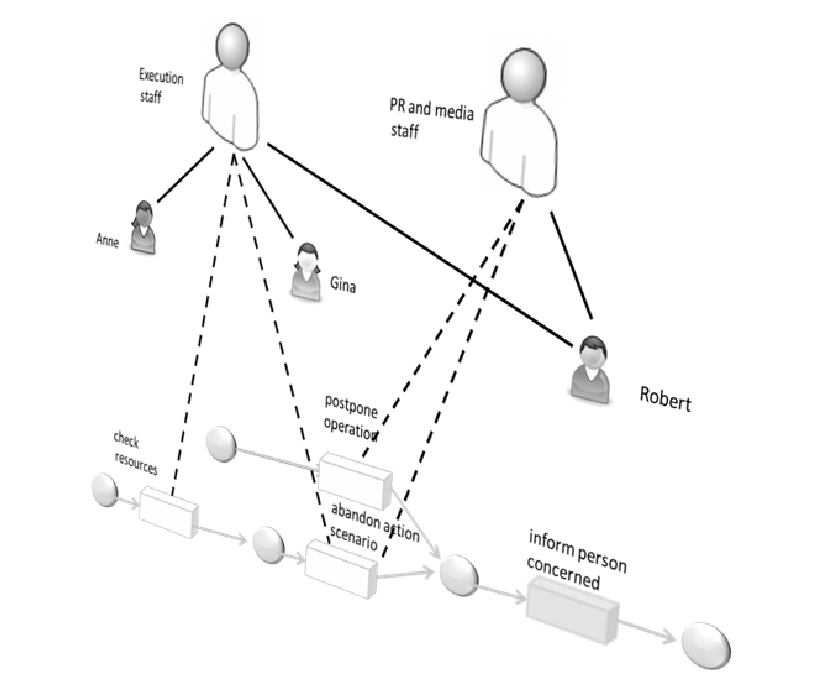 Execution
staff
PR and media
staff
Anne
Gina
Robert
postpone
operation
check
resources
abandon action
scenario
inform person
concerned